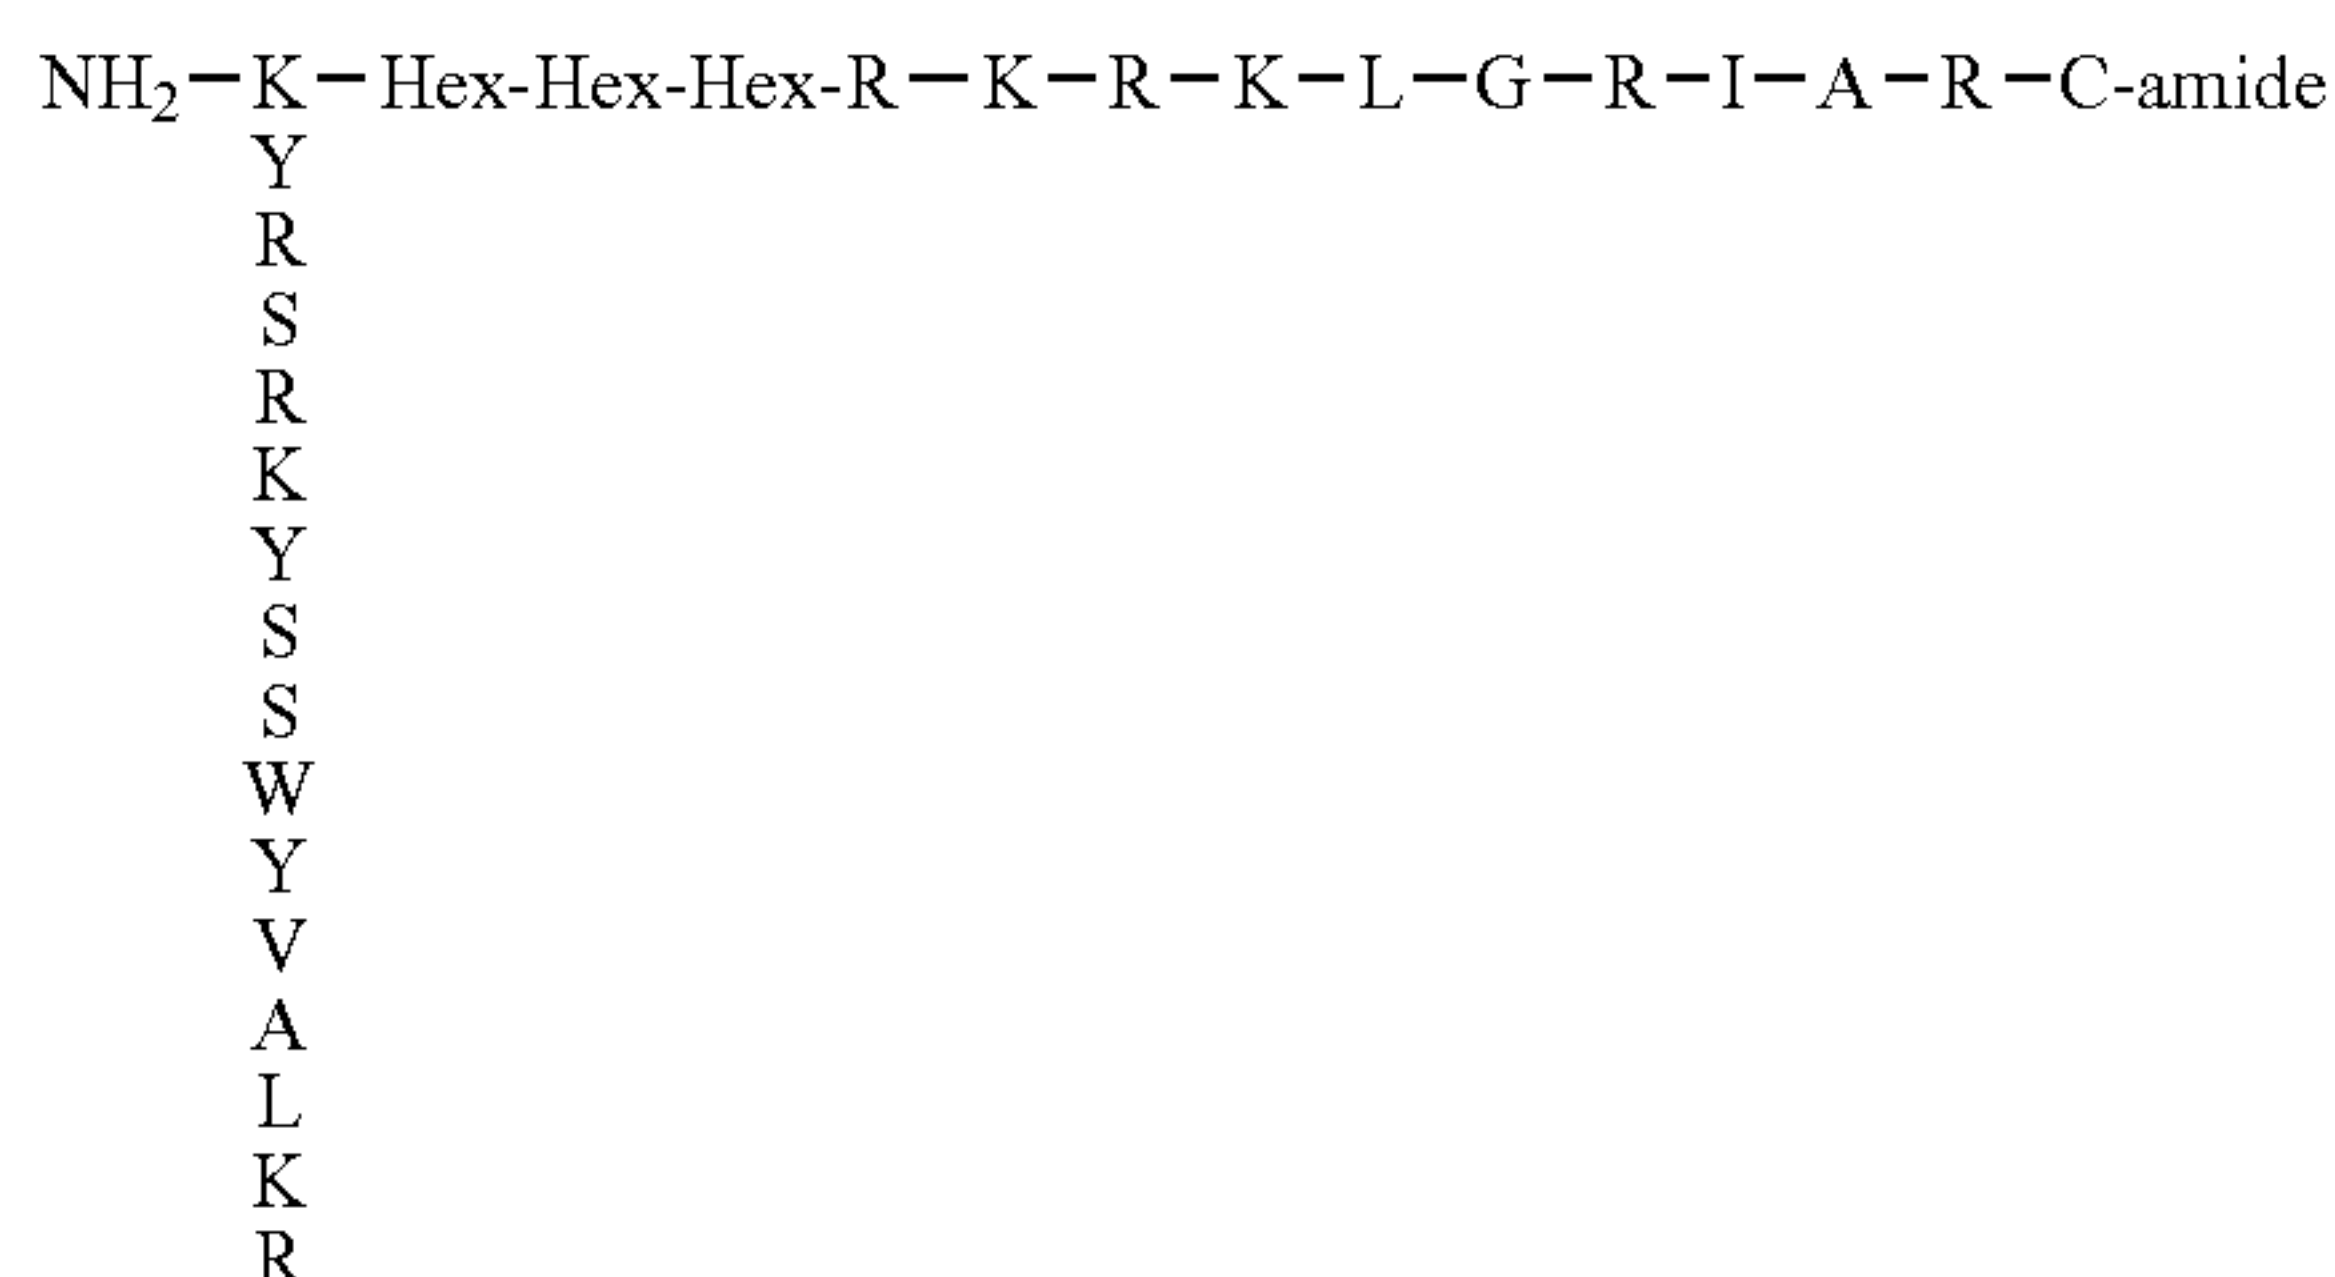 NH₂—K—Hex-Hex-Hex-R—K—R—K—L—G—R—I—A—R—C-amide
Y
R
S
R
K
Y
S
S
W
Y
V
A
L
K
R